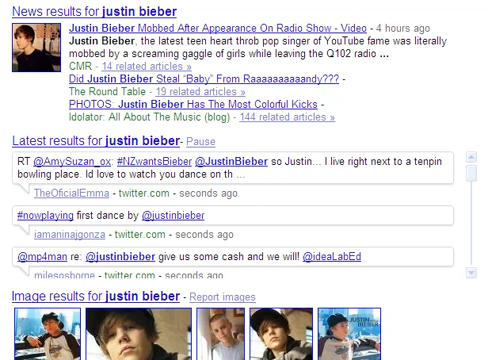 News results for justin bieber
Justin Bieber Mobbed After Appearance On Radio Show - Video - 4 hours ago
Justin Bieber, the latest teen heart throb pop singer of YouTube fame was literally
mobbed by a screaming gaggle of girls while leaving the Q102 radio ...
CMR - 14 related articles »
Did Justin Bieber Steal "Baby" From Raaaaaaaaaandy??? -
The Round Table - 19 related articles »
PHOTOS: Justin Bieber Has The Most Colorful Kicks -
Idolator: All About The Music (blog) - 144 related articles »
Latest results for justin bieber - Pause
RT @AmySuzan_ox: #NZwantsBieber @JustinBieber so Justin... I live right next to a tenpin
bowling place. Id love to watch you dance on th ...
TheOficialEmma - twitter.com - seconds ago
#nowplaying first dance by @justinbieber
iamaninajgonza - twitter.com - seconds ago
@mp4man re: @justinbieber give us some cash and we will! @ideaLabEd
milesosborne - twitter.com - seconds ago
Image results for justin bieber - Report images
JUSTIN
BIEBER